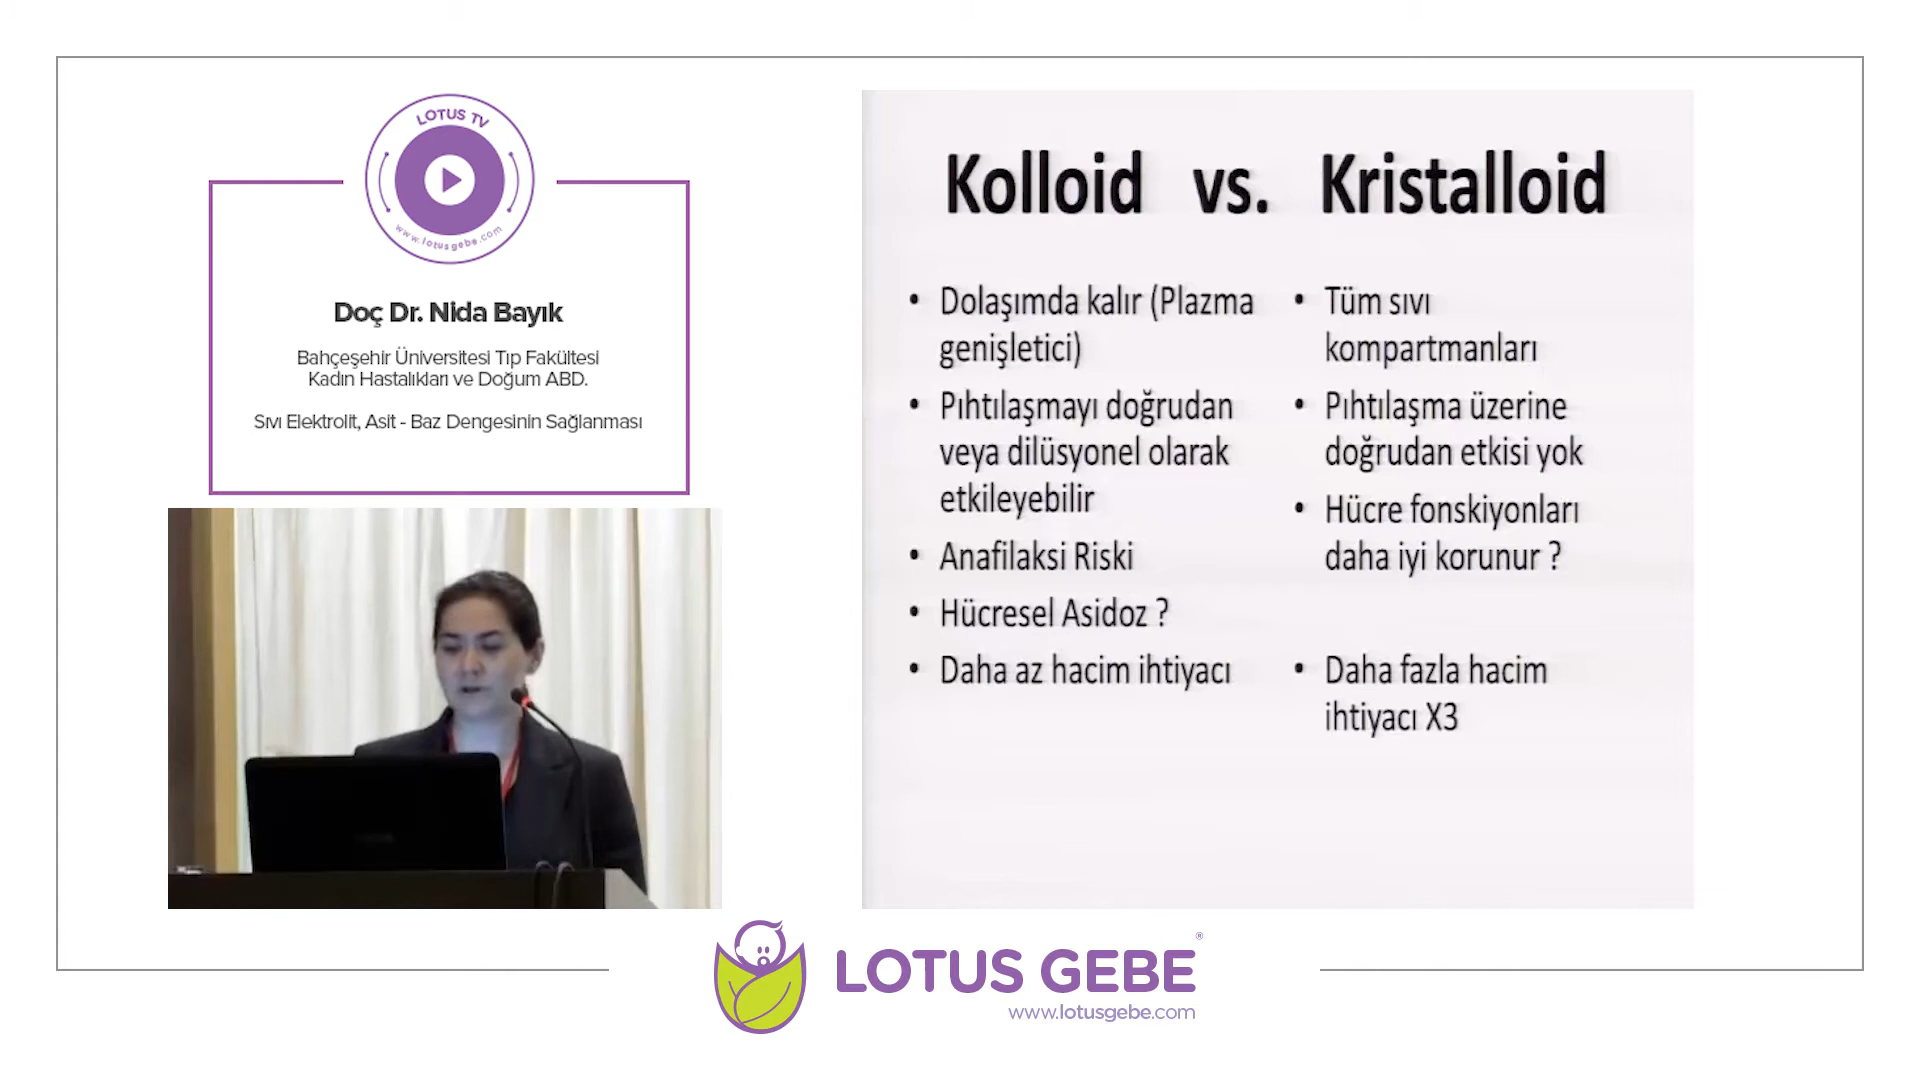 LOTUS TV
www.lotusgebe.com
Doç Dr. Nida Bayık
Bahçeşehir Üniversitesi Tıp Fakültesi
Kadın Hastalıkları ve Doğum ABD.
Sıvı Elektrolit, Asit - Baz Dengesinin Sağlanması
Kolloid vs. Kristalloid
• Dolaşımda kalır (Plazma
genişletici)
• Pıhtılaşmayı doğrudan
veya dilüsyonel olarak
etkileyebilir
• Anafilaksi Riski
• Hücresel Asidoz ?
• Daha az hacim ihtiyacı
• Tüm sıvı
kompartmanları
• Pıhtılaşma üzerine
doğrudan etkisi yok
• Hücre fonskiyonları
daha iyi korunur ?
• Daha fazla hacim
ihtiyacı X3
LOTUS GEBE®
www.lotusgebe.com